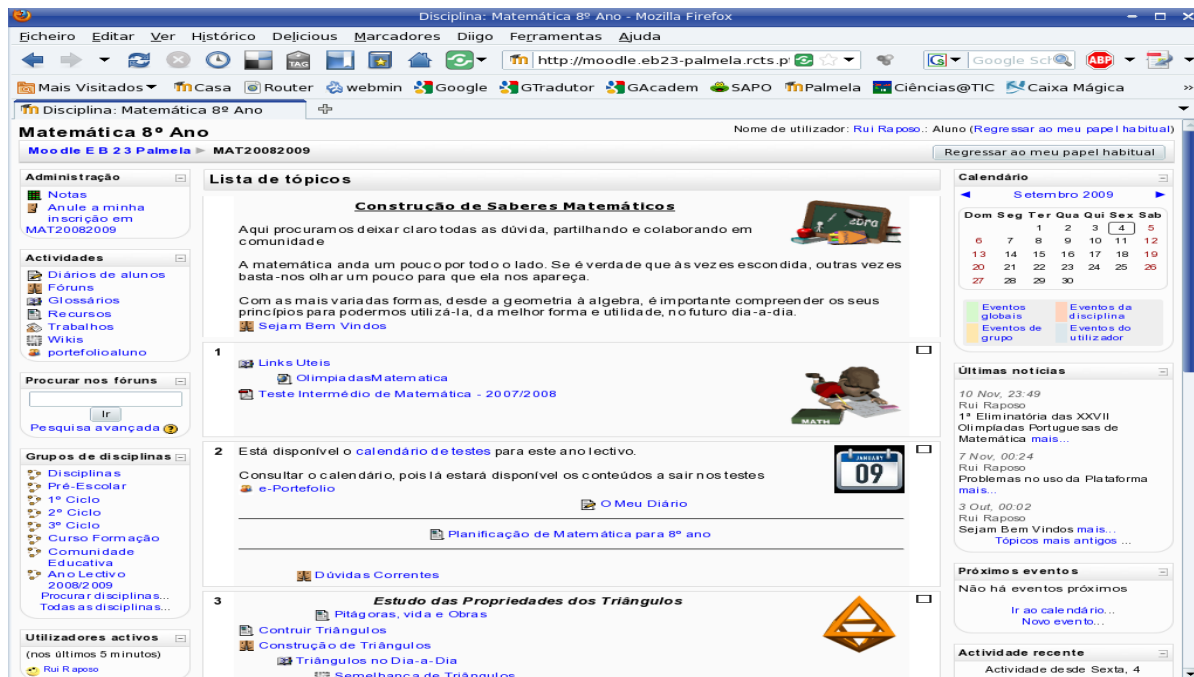 Disciplina: Matemática 8º Ano - Mozilla Firefox
Ficheiro Editar Ver Histórico Delicious Marcadores Diigo Ferramentas Ajuda
TAG
http://moodle.eb23-palmela.rcts.p
Google Sch
ABP
Mais Visitados
Casa
Router
webmin
Google
GTradutor
GAcadem
SAPO
Palmela
Ciências@TIC
Caixa Mágica
»
Disciplina: Matemática 8º Ano
Matemática 8º Ano
Nome de utilizador: Rui Raposo.: Aluno (Regressar ao meu papel habitual)
Moodle E B 2 3 Palmela ► MAT20082009
Regressar ao meu papel habitual
Administração
Notas
Anule a minha
inscrição em
MAT20082009
Actividades
Diários de alunos
Fóruns
Glossários
Recursos
Trabalhos
Wikis
portefolioaluno
Procurar nos fóruns
Ir
Pesquisa avançada
Grupos de disciplinas
Disciplinas
Pré-Escolar
1º Ciclo
2º Ciclo
3º Ciclo
Curso Formação
Comunidade
Educativa
Ano Lectivo
2008/2009
Procurar disciplinas...
Todas as disciplinas...
Utilizadores activos
(nos últimos 5 minutos)
Rui Raposo
Lista de tópicos
Construção de Saberes Matemáticos
Aqui procuramos deixar claro todas as dúvida, partilhando e colaborando em
comunidade
A matemática anda um pouco por todo o lado. Se é verdade que às vezes escondida, outras vezes
basta-nos olhar um pouco para que ela nos apareça.
Com as mais variadas formas, desde a geometria à algebra, é importante compreender os seus
princípios para podermos utilizá-la, da melhor forma e utilidade, no futuro dia-a-dia.
Sejam Bem Vindos
1
Links Uteis
OlimpiadasMatematica
Teste Intermédio de Matemática - 2007/2008
MATH
2 Está disponível o calendário de testes para este ano lectivo.
Consultar o calendário, pois lá estará disponível os conteúdos a sair nos testes
e-Portefolio
JANUARY
09
O Meu Diário
Planificação de Matemática para 8º ano
Dúvidas Correntes
3 Estudo das Propriedades dos Triângulos
Pitágoras, vida e Obras
Contruir Triângulos
Construção de Triângulos
Triângulos no Dia-a-Dia
Semelhança de Triângulos
Calendário
◄ Setembro 2009 ►
Dom Seg Ter Qua Qui Sex Sab
1 2 3 4 5
6 7 8 9 10 11 12
13 14 15 16 17 18 19
20 21 22 23 24 25 26
27 28 29 30
Eventos
globais
Eventos da
disciplina
Eventos de
grupo
Eventos do
utilizador
Últimas notícias
10 Nov, 23:49
Rui Raposo
1ª Eliminatória das XXVII
Olimpíadas Portuguesas de
Matemática mais...
7 Nov, 00:24
Rui Raposo
Problemas no uso da Plataforma
mais...
3 Out, 00:02
Rui Raposo
Sejam Bem Vindos mais...
Tópicos mais antigos ...
Próximos eventos
Não há eventos próximos
Ir ao calendário...
Novo evento...
Actividade recente
Actividade desde Sexta, 4